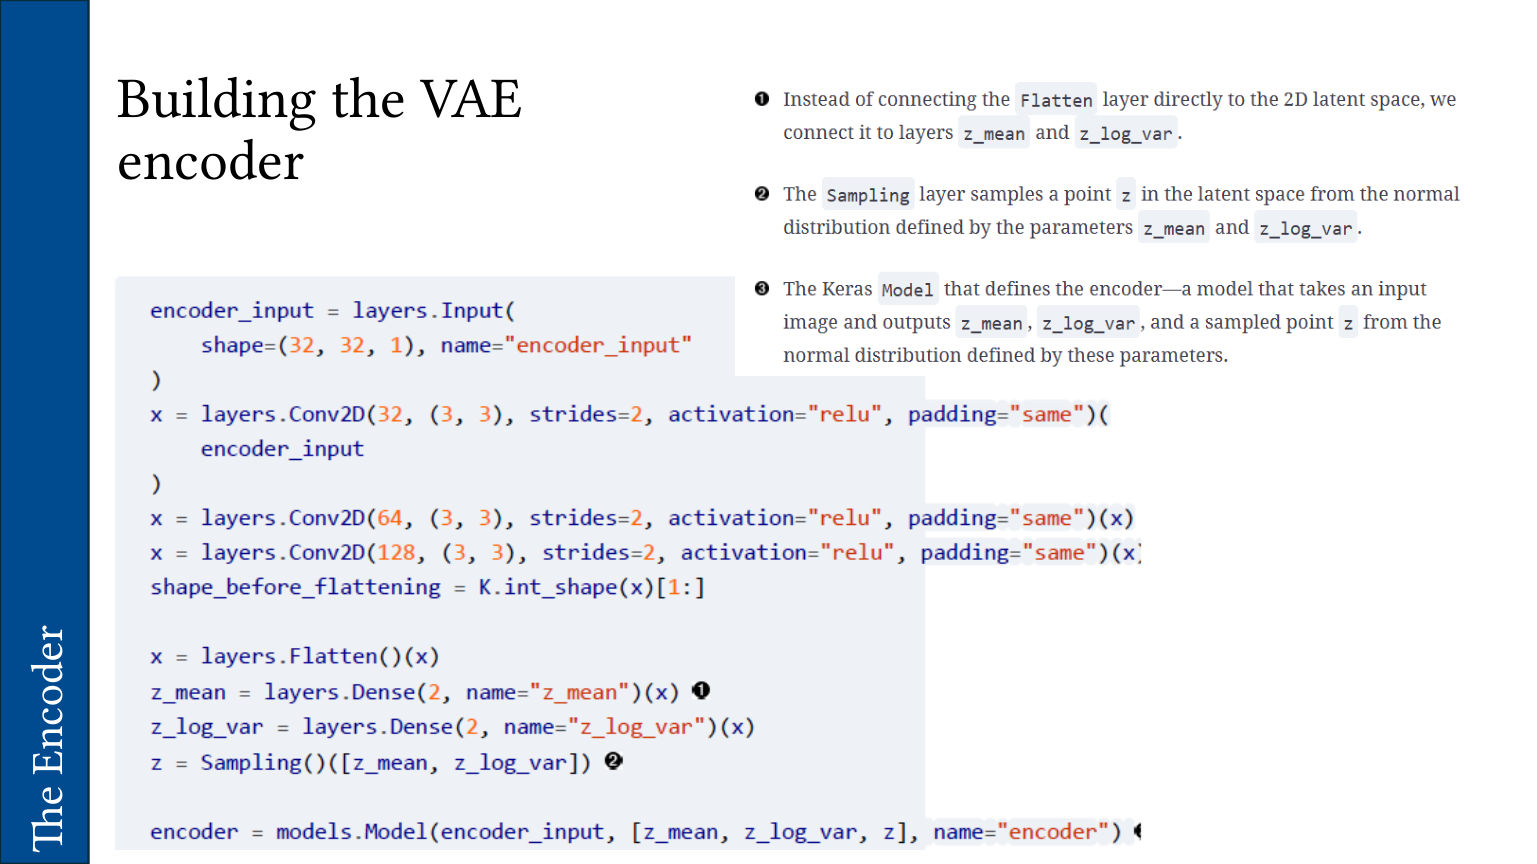 The Encoder
Building the VAE
encoder
❶ Instead of connecting the Flatten layer directly to the 2D latent space, we
connect it to layers z_mean and z_log_var.
❷ The Sampling layer samples a point z in the latent space from the normal
distribution defined by the parameters z_mean and z_log_var.
❸ The Keras Model that defines the encoder—a model that takes an input
image and outputs z_mean, z_log_var, and a sampled point z from the
normal distribution defined by these parameters.
encoder_input = layers.Input(
    shape=(32, 32, 1), name="encoder_input"
)
x = layers.Conv2D(32, (3, 3), strides=2, activation="relu", padding="same")(
    encoder_input
)
x = layers.Conv2D(64, (3, 3), strides=2, activation="relu", padding="same")(x)
x = layers.Conv2D(128, (3, 3), strides=2, activation="relu", padding="same")(x)
shape_before_flattening = K.int_shape(x)[1:]
x = layers.Flatten()(x)
z_mean = layers.Dense(2, name="z_mean")(x) ❶
z_log_var = layers.Dense(2, name="z_log_var")(x)
z = Sampling()([z_mean, z_log_var]) ❷
encoder = models.Model(encoder_input, [z_mean, z_log_var, z], name="encoder")